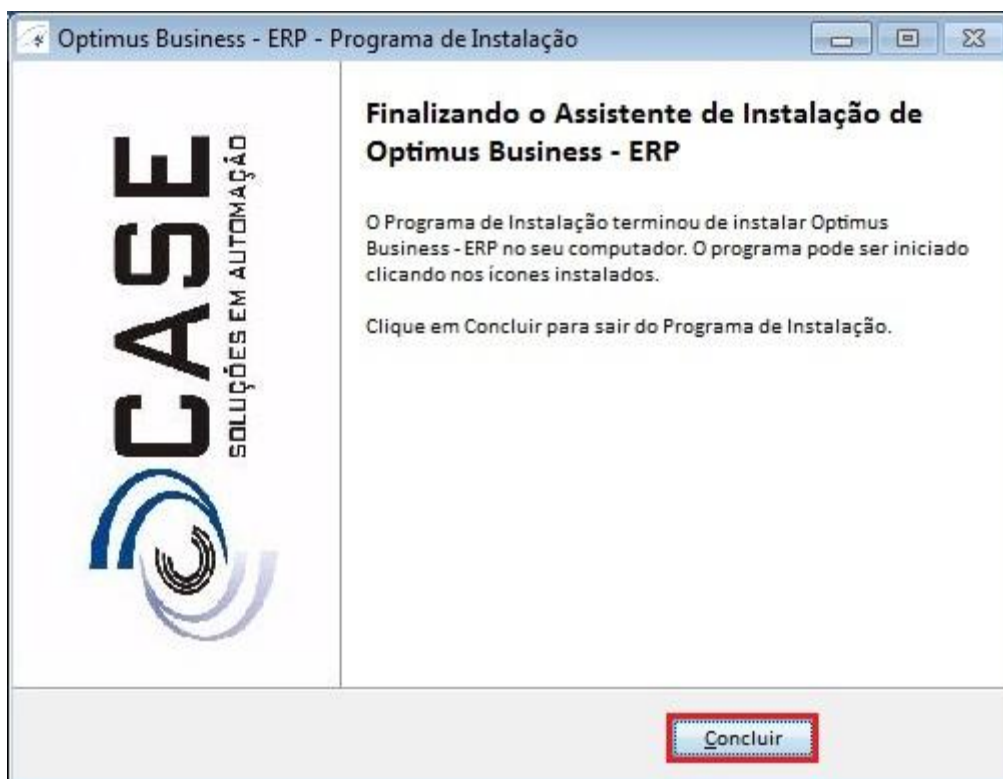 Optimus Business - ERP - Programa de Instalação
CASE
SOLUÇÕES EM AUTOMAÇÃO
Finalizando o Assistente de Instalação de
Optimus Business - ERP
O Programa de Instalação terminou de instalar Optimus
Business - ERP no seu computador. O programa pode ser iniciado
clicando nos ícones instalados.
Clique em Concluir para sair do Programa de Instalação.
Concluir